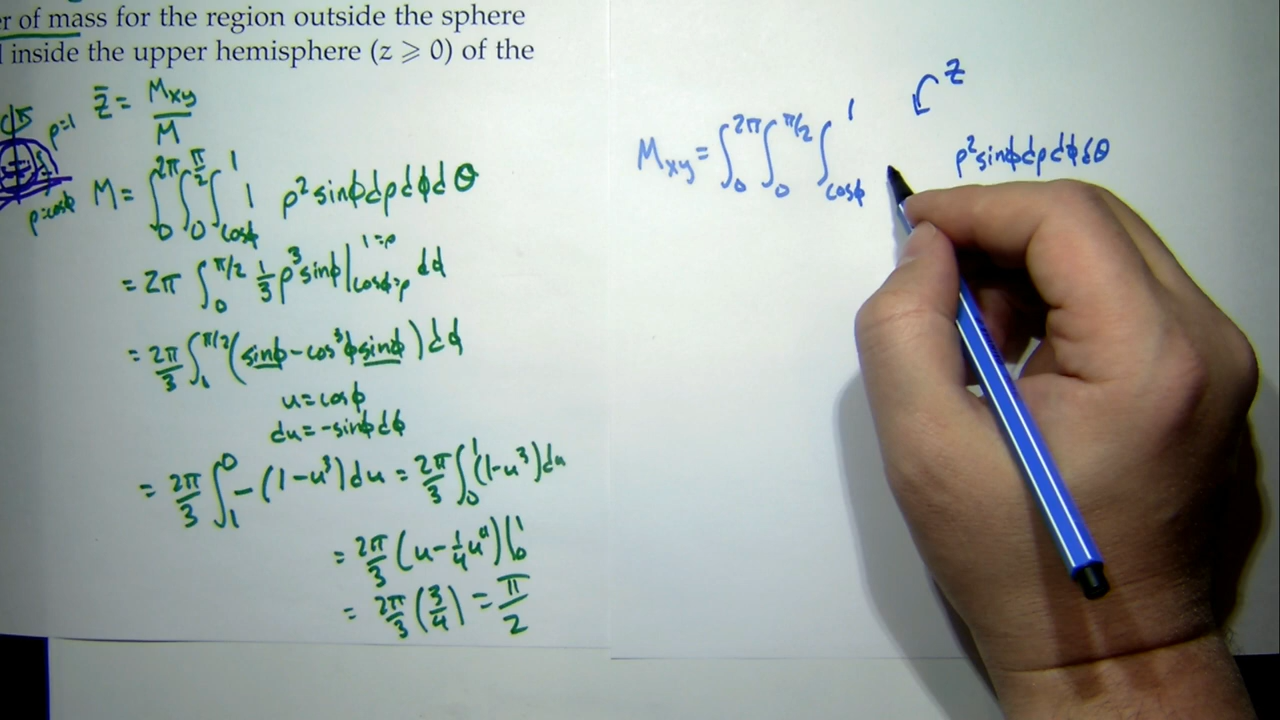 er of mass for the region outside the sphere
inside the upper hemisphere (z ⩾ 0) of the
z̄ = Mxy/M
ρ=1
ρ=cosϕ
M = ∫₀^2π ∫₀^π/2 ∫_cosϕ^1 1 ρ² sinϕ dρ dϕ dθ
= 2π ∫₀^π/2 1/3 ρ³ sinϕ |_cosϕ=ρ^1=ρ dϕ
= 2π/3 ∫₁^π/2 (sinϕ - cos³ϕ sinϕ) dϕ
u = cosϕ
du = -sinϕ dϕ
= 2π/3 ∫₁^0 -(1-u³) du = 2π/3 ∫₀^1 (1-u³) du
= 2π/3 (u - 1/4 u⁴) |₀^1
= 2π/3 (3/4) = π/2
z
Mxy = ∫₀^2π ∫₀^π/2 ∫_cosϕ^1 ρ² sinϕ dρ dϕ dθ